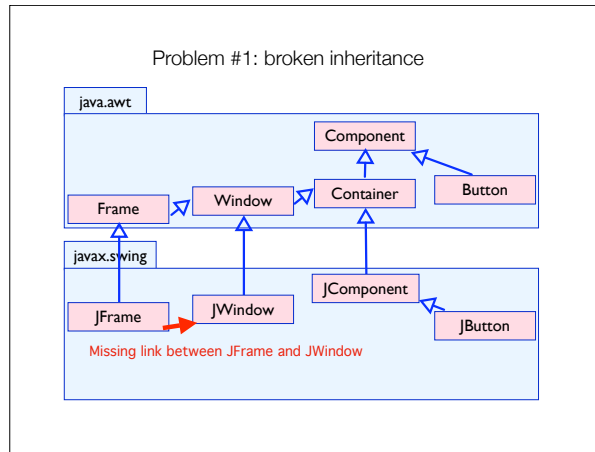 Problem #1: broken inheritance
java.awt
Component
Frame
Window
Container
Button
javax.swing
JFrame
JWindow
JComponent
JButton
Missing link between JFrame and JWindow